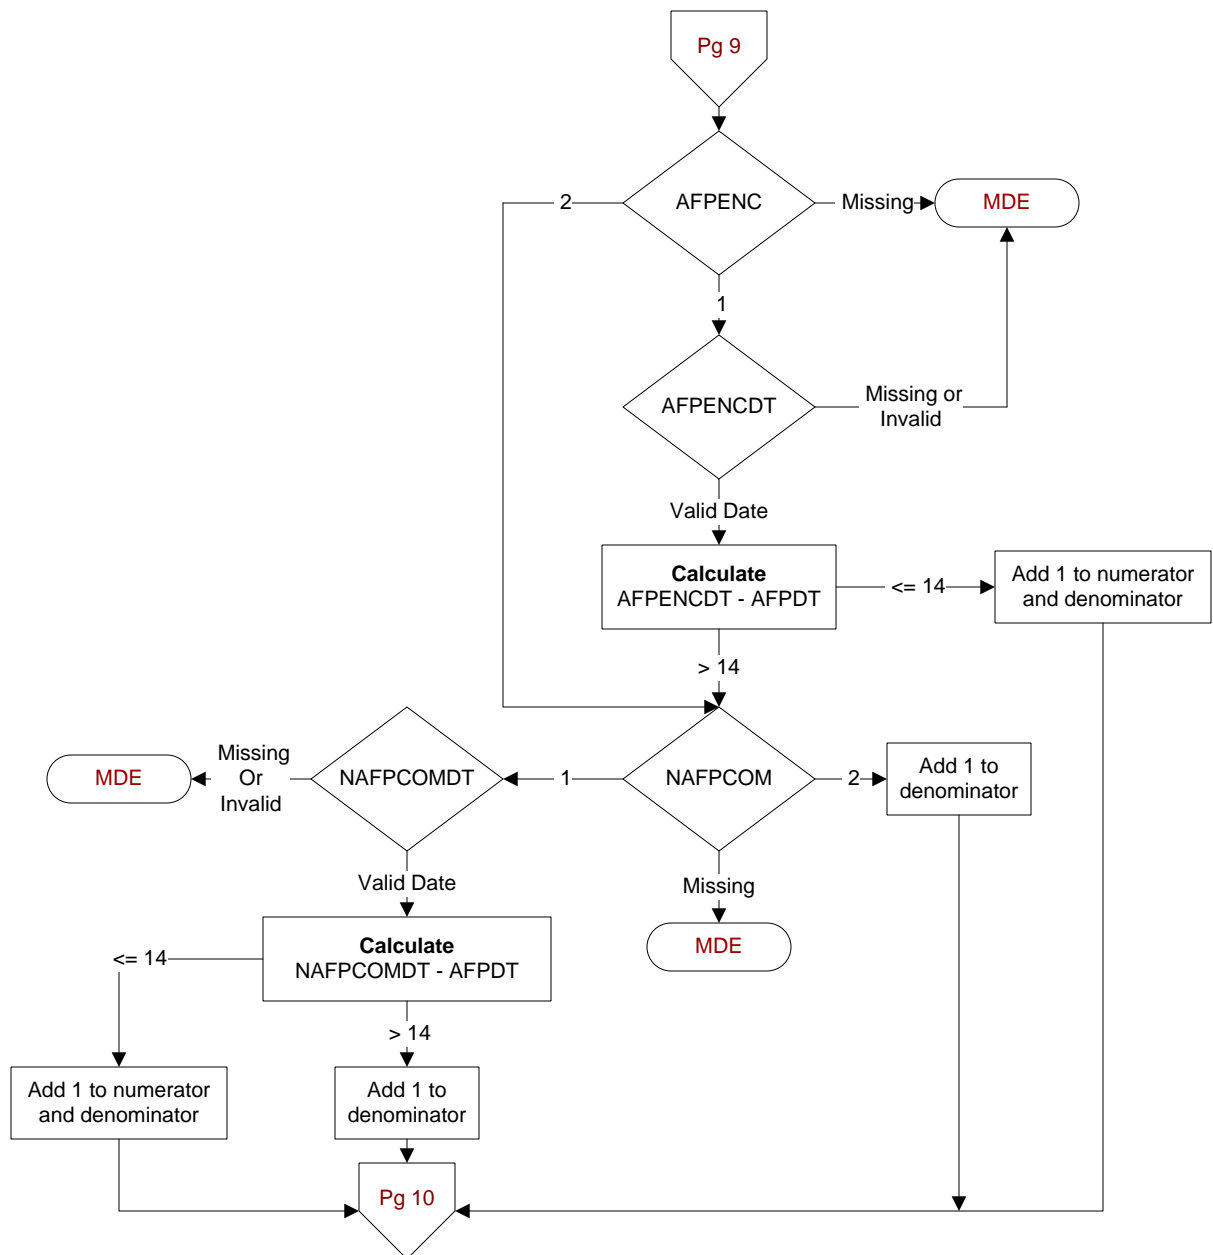 Pg 9
AFPENC
2
Missing
MDE
1
AFPENCDT
Missing or
Invalid
Valid Date
Calculate
AFPENCDT - AFPDT
<= 14
Add 1 to numerator
and denominator
> 14
Missing
Or
Invalid
MDE
NAFPCOMDT
1
NAFPCOM
2
Add 1 to
denominator
Valid Date
Missing
MDE
Calculate
NAFPCOMDT - AFPDT
<= 14
> 14
Add 1 to numerator
and denominator
Add 1 to
denominator
Pg 10